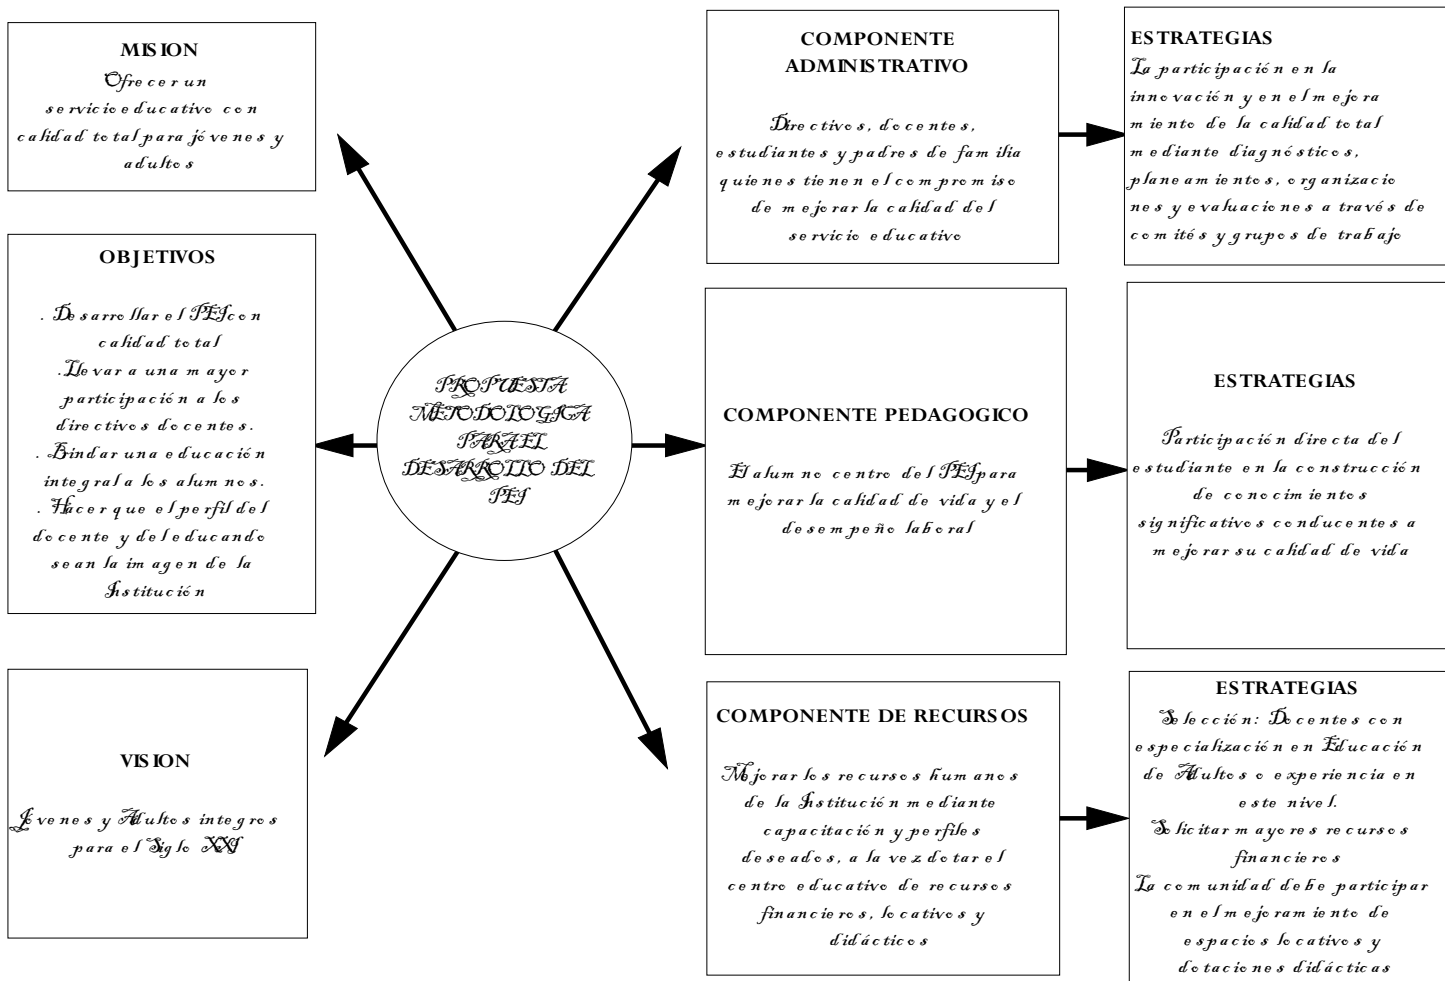 MISION
Ofrecer un
servicio educativo con
calidad total para jóvenes y
adultos
OBJETIVOS
. Desarrollar el PEI con
calidad total
.Llevar a una mayor
participación a los
directivos docentes.
. Bindar una educación
integral a los alumnos.
. Hacer que el perfil del
docente y del educando
sean la imagen de la
Institución
VISION
Jóvenes y Adultos integros
para el Siglo XXI
PROPUESTA
METODOLOGICA
PARA EL
DESARROLLO DEL
PEI
COMPONENTE
ADMINISTRATIVO
Directivos, docentes,
estudiantes y padres de familia
quienes tienen el compromiso
de mejorar la calidad del
servicio educativo
ESTRATEGIAS
La participación en la
innovación y en el mejora
miento de la calidad total
mediante diagnósticos,
planeamientos, organizacio
nes y evaluaciones a través de
comités y grupos de trabajo
COMPONENTE PEDAGOGICO
El alumno centro del PEI para
mejorar la calidad de vida y el
desempeño laboral
ESTRATEGIAS
Participación directa del
estudiante en la construcción
de conocimientos
significativos conducentes a
mejorar su calidad de vida
COMPONENTE DE RECURSOS
Mejorar los recursos humanos
de la Institución mediante
capacitación y perfiles
deseados, a la vez dotar el
centro educativo de recursos
financieros, locativos y
didácticos
ESTRATEGIAS
Selección: Docentes con
especialización en Educación
de Adultos o experiencia en
este nivel.
Solicitar mayores recursos
financieros
La comunidad debe participar
en el mejoramiento de
espacios locativos y
dotaciones didácticas